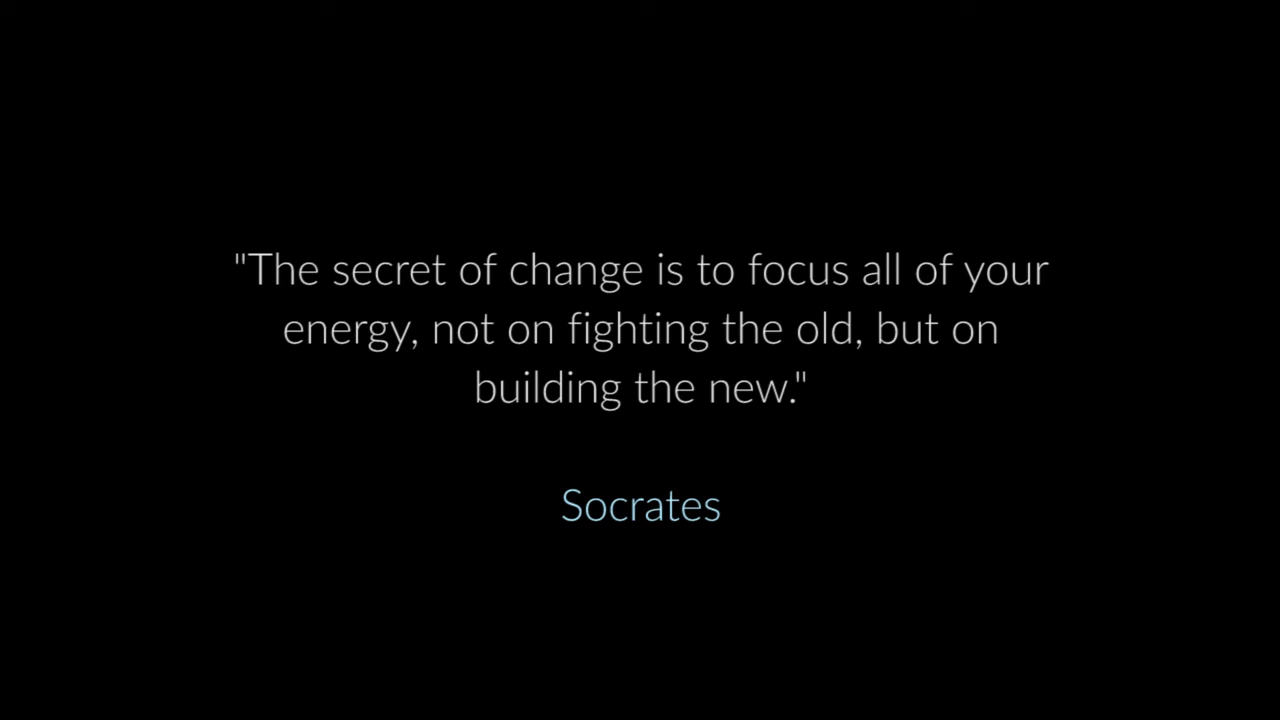 "The secret of change is to focus all of your
energy, not on fighting the old, but on
building the new."
Socrates